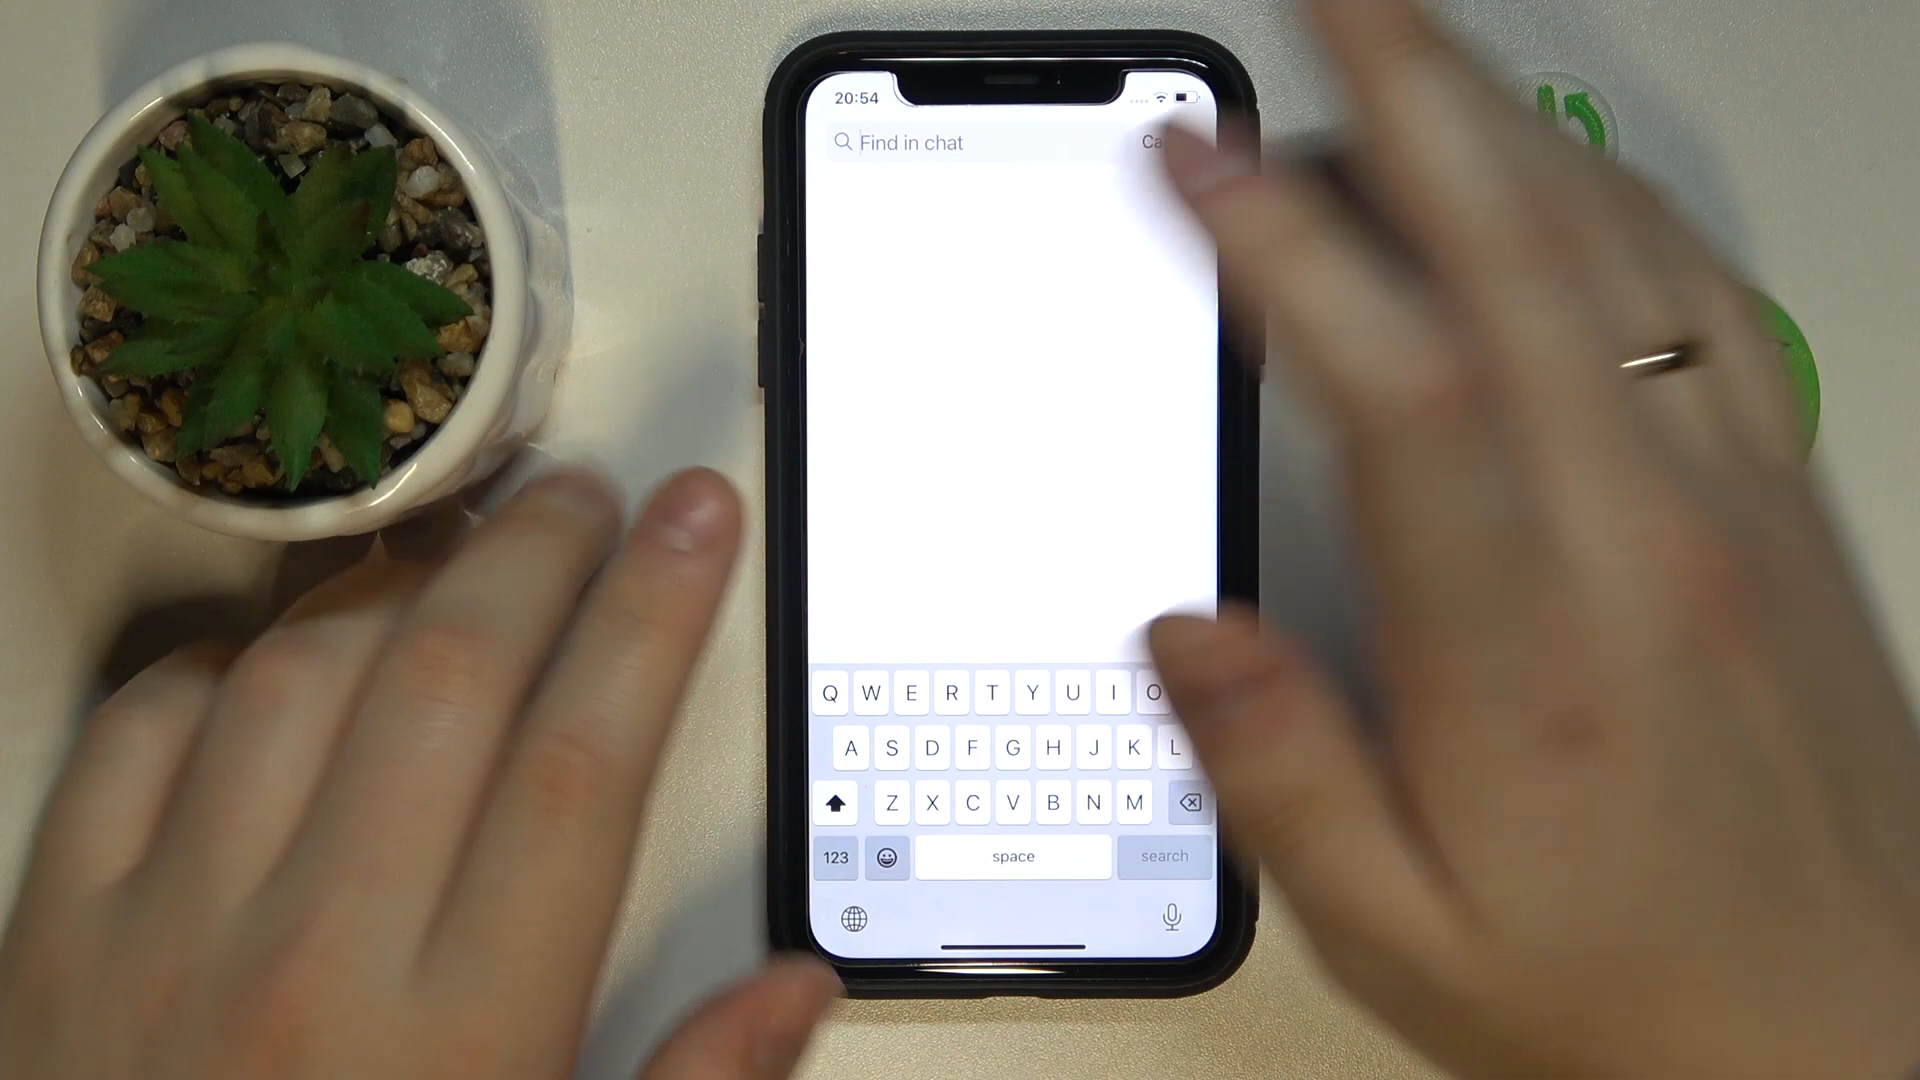 20:54
Find in chat
Q W E R T Y U I O
A S D F G H J K L
Z X C V B N M
123 space search